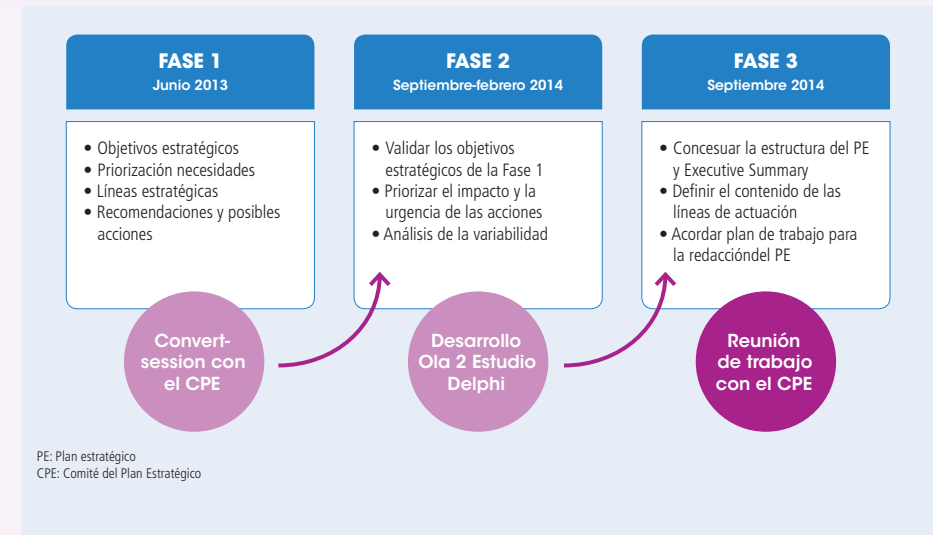 FASE 1
Junio 2013
• Objetivos estratégicos
• Priorización necesidades
• Líneas estratégicas
• Recomendaciones y posibles
acciones
Convert-
session con
el CPE
FASE 2
Septiembre-febrero 2014
• Validar los objetivos
estratégicos de la Fase 1
• Priorizar el impacto y la
urgencia de las acciones
• Análisis de la variabilidad
Desarrollo
Ola 2 Estudio
Delphi
FASE 3
Septiembre 2014
• Concesuar la estructura del PE
y Executive Summary
• Definir el contenido de las
líneas de actuación
• Acordar plan de trabajo para
la redaccióndel PE
Reunión
de trabajo
con el CPE
PE: Plan estratégico
CPE: Comité del Plan Estratégico